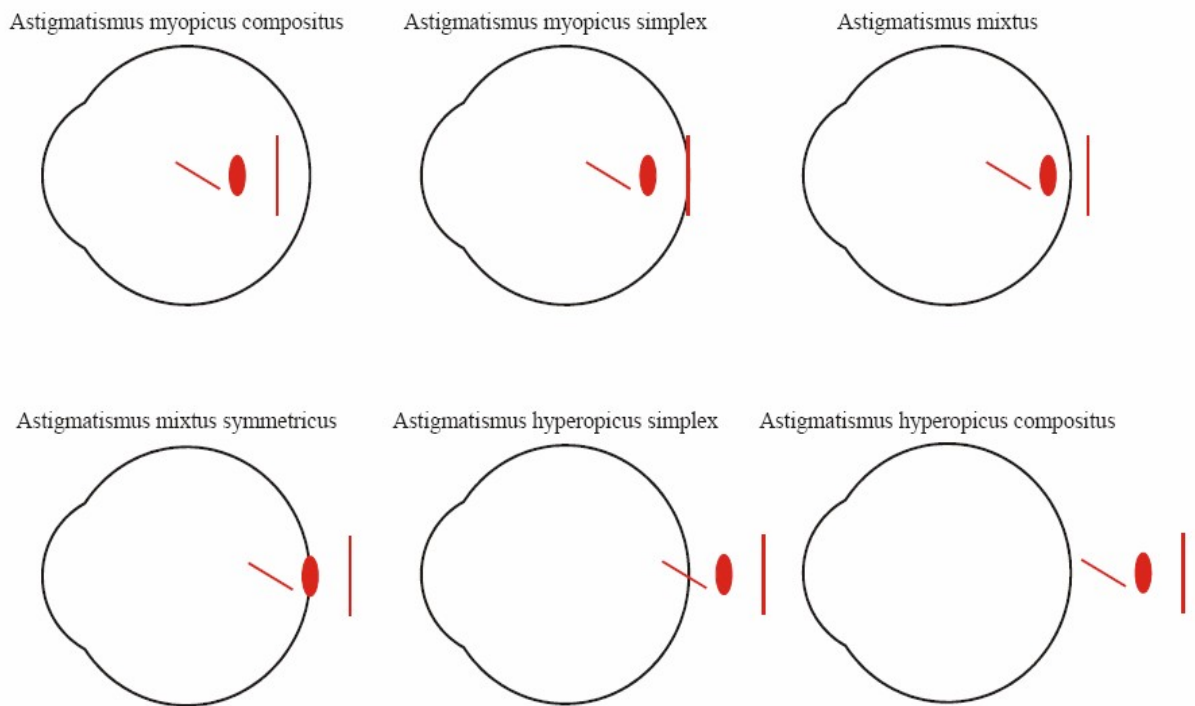 Astigmatismus myopicus compositus
Astigmatismus myopicus simplex
Astigmatismus mixtus
Astigmatismus mixtus symmetricus
Astigmatismus hyperopicus simplex
Astigmatismus hyperopicus compositus